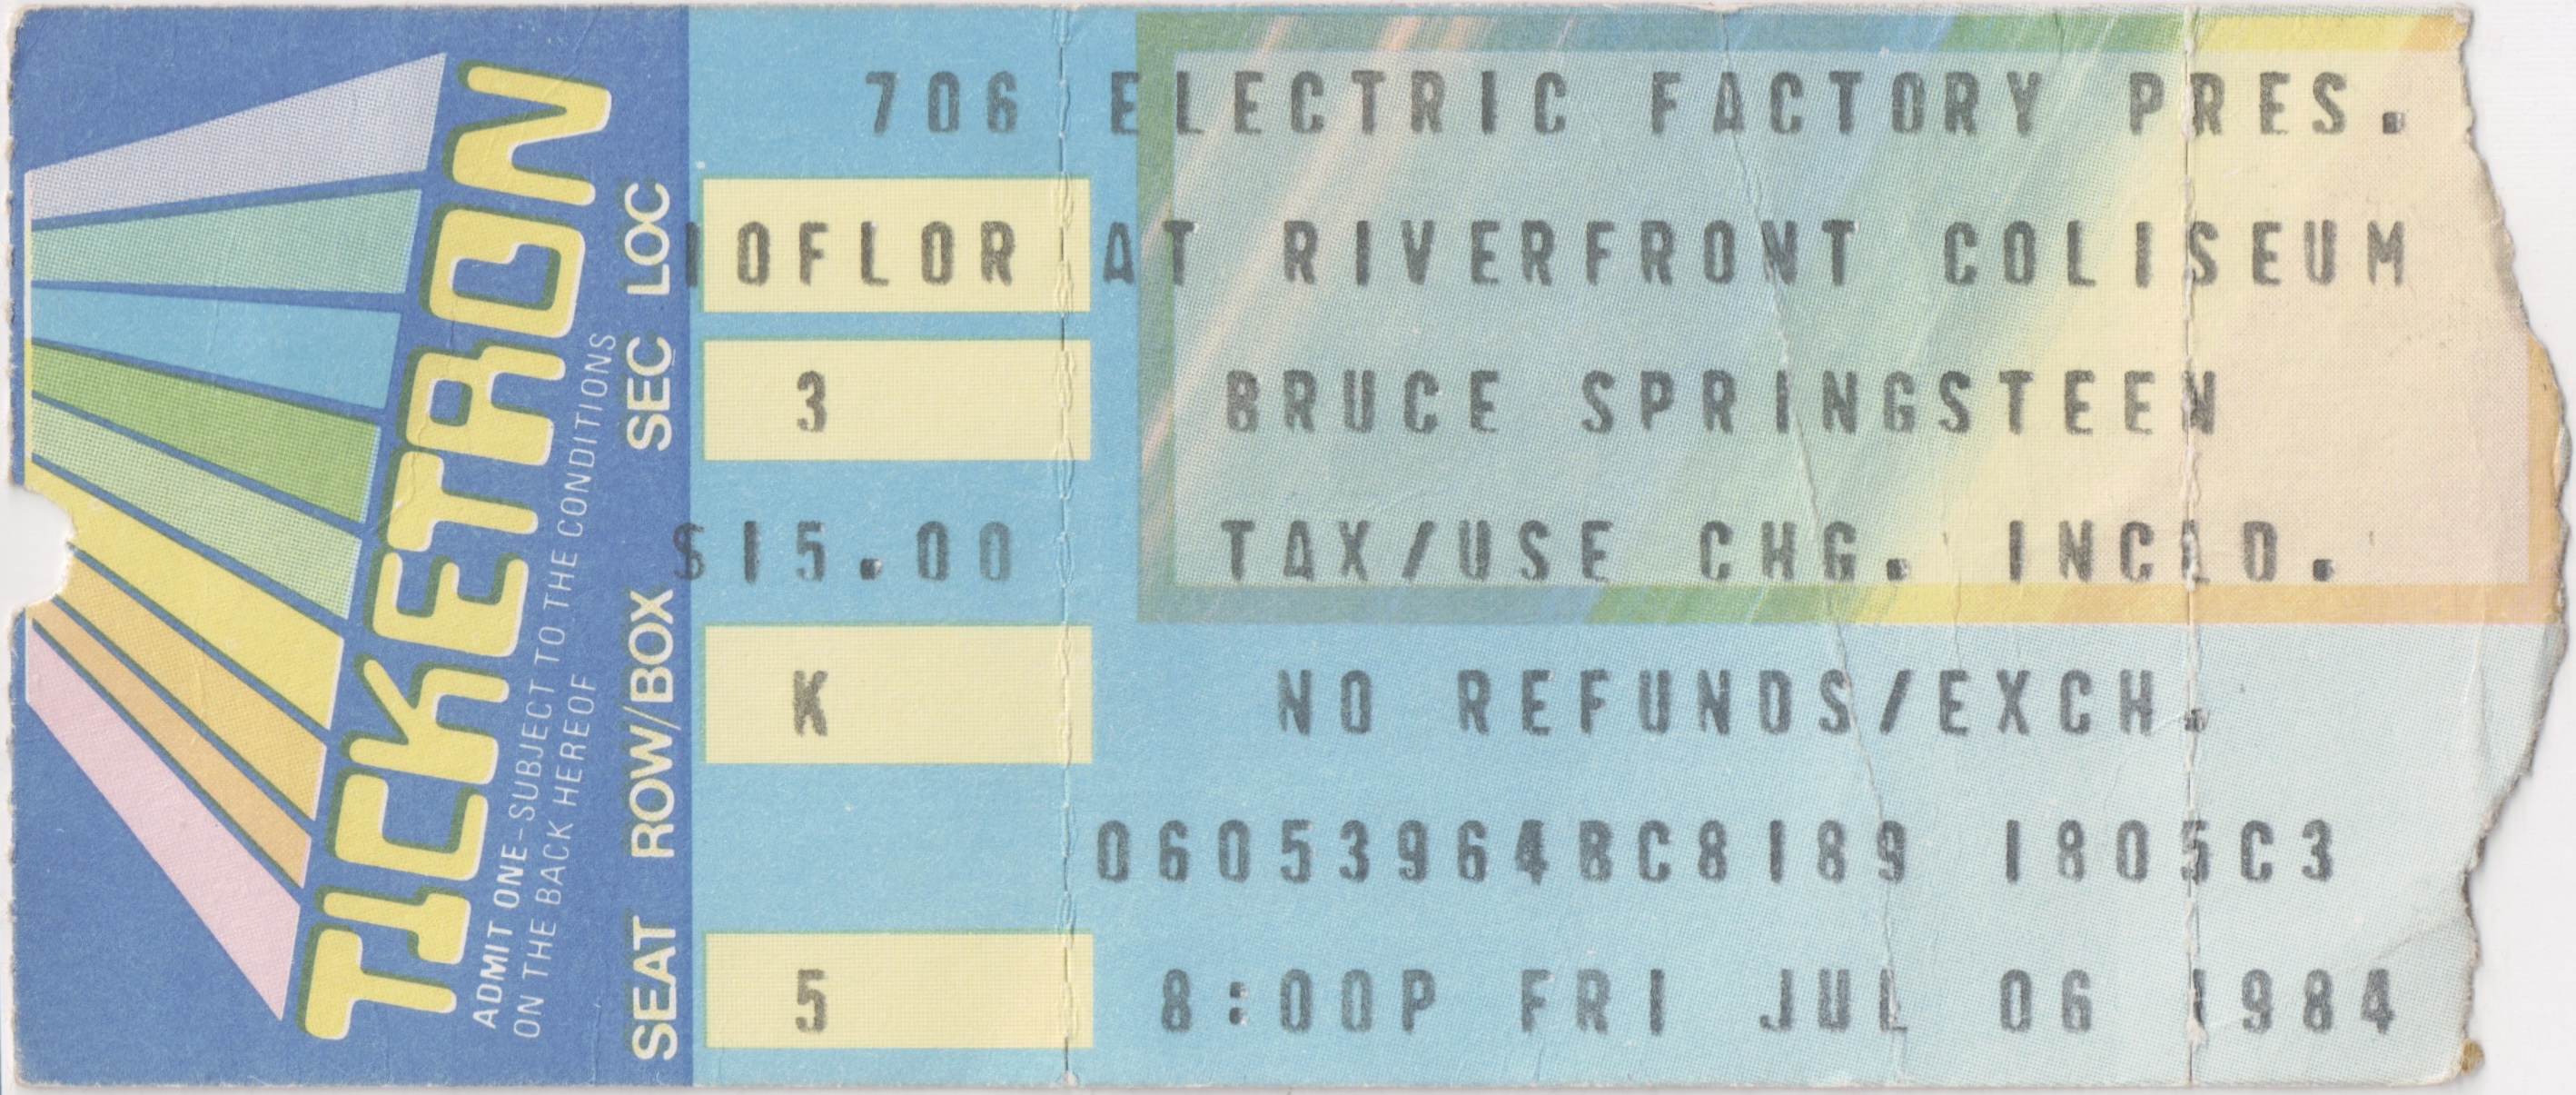 TICKETRON
ADMIT ONE-SUBJECT TO THE CONDITIONS
ON THE BACK HEREOF
SEAT ROW/BOX SEC LOC
706 ELECTRIC FACTORY PRES.
10FLOR AT RIVERFRONT COLISEUM
3 BRUCE SPRINGSTEEN
$15.00 TAX/USE CHG. INCLD.
K NO REFUNDS/EXCH.
06053964BC8189 1805C3
5 8:00P FRI JUL 06 1984